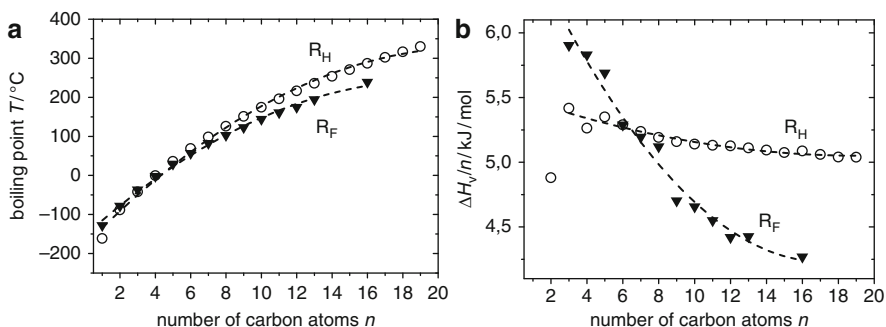 a
400
300
200
100
0
−100
−200
boiling point T/°C
R_H
R_F
2 4 6 8 10 12 14 16 18 20
number of carbon atoms n
b
6,0
5,5
5,0
4,5
ΔH_v/n/ kJ/mol
R_H
R_F
0 2 4 6 8 10 12 14 16 18 20
number of carbon atoms n